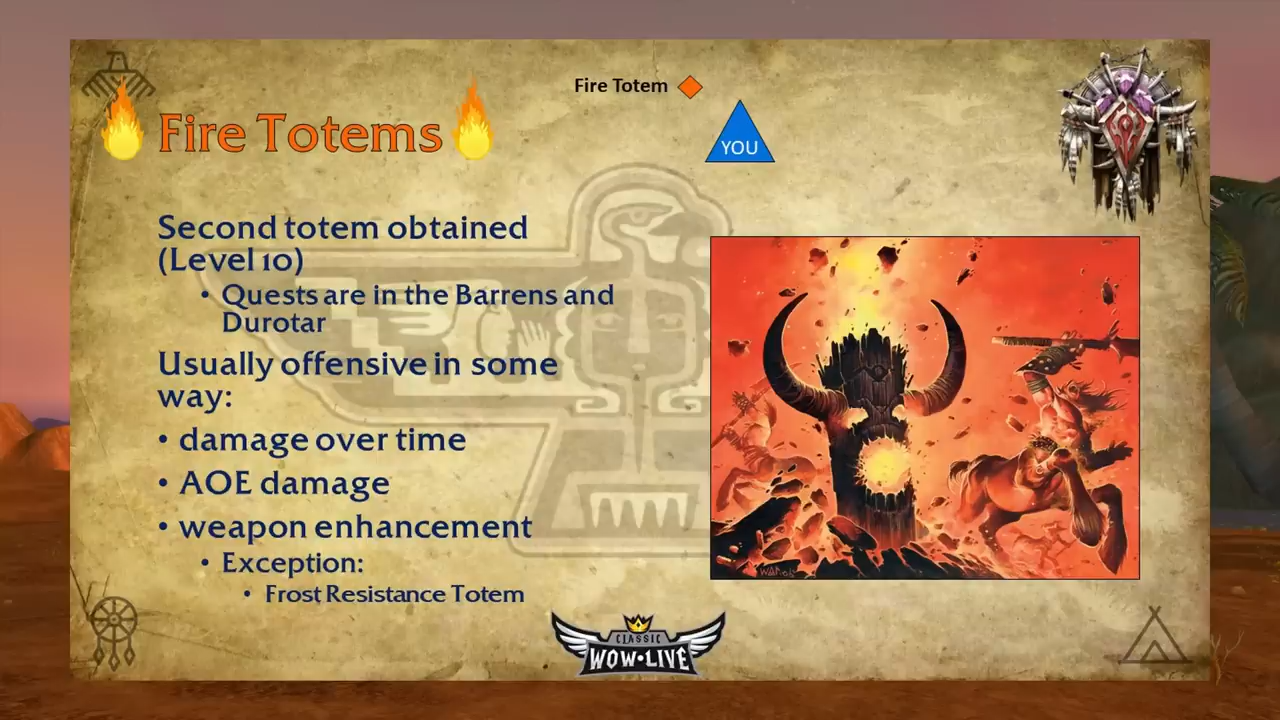 Fire Totem
YOU
Fire Totems
Second totem obtained
(Level 10)
• Quests are in the Barrens and
Durotar
Usually offensive in some
way:
• damage over time
• AOE damage
• weapon enhancement
• Exception:
• Frost Resistance Totem
CLASSIC
WOW•LIVE